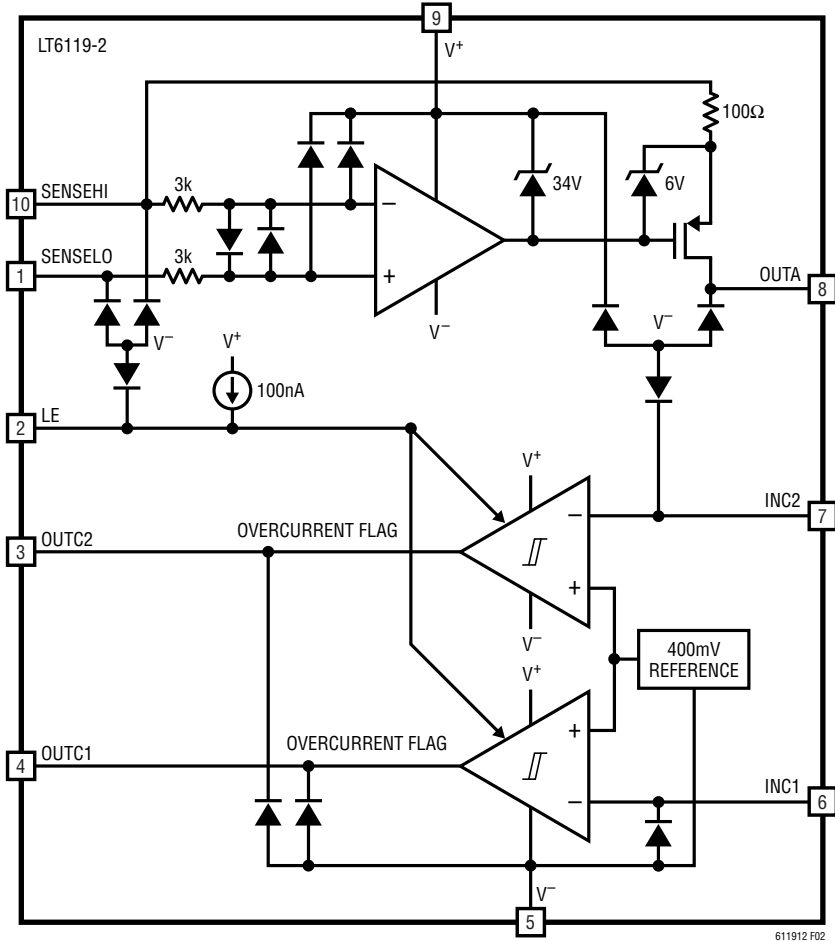 LT6119-2
9
V+
100Ω
3k
34V
6V
10
SENSEHI
−
SENSELO
3k
1
+
OUTA
8
V−
V−
V−
V+
100nA
LE
2
V+
INC2
−
7
OVERCURRENT FLAG
OUTC2
3
+
V−
400mV
REFERENCE
V+
+
OVERCURRENT FLAG
OUTC1
4
INC1
−
6
V−
5
611912 F02